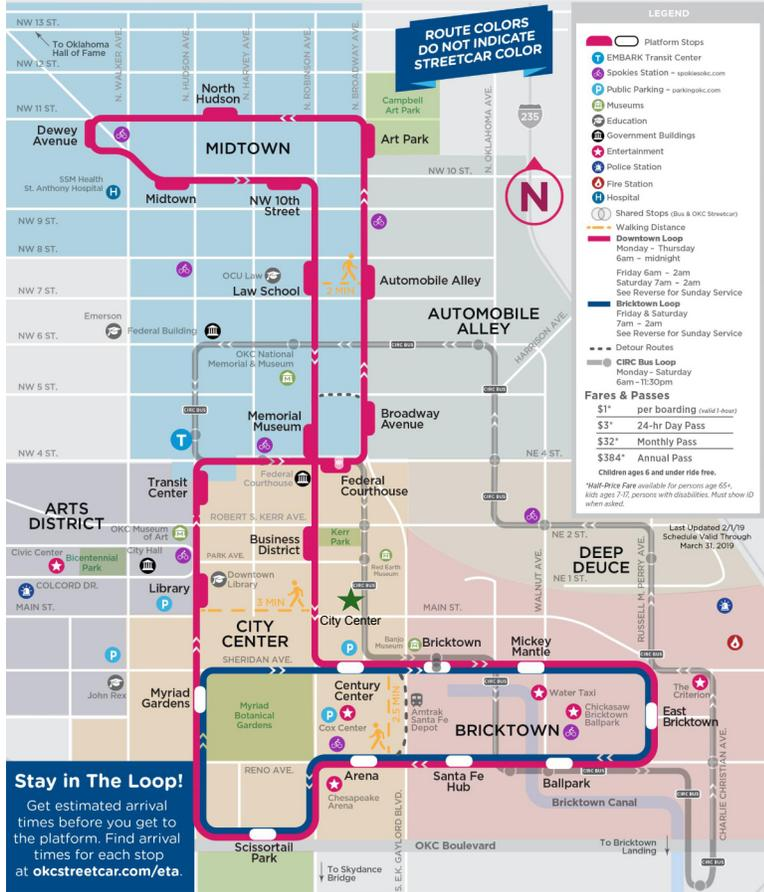 NW 13 ST.
To Oklahoma
Hall of Fame
NW 12 ST.
N. WALKER AVE.
N. HUDSON AVE.
N. HARVEY AVE.
N. ROBINSON AVE.
N. BROADWAY AVE.
ROUTE COLORS
DO NOT INDICATE
STREETCAR COLOR
NW 11 ST.
North
Hudson
Campbell
Art Park
N. OKLAHOMA AVE.
235
Dewey
Avenue
MIDTOWN
Art Park
NW 10 ST.
SSM Health
St. Anthony Hospital
H
Midtown
NW 10th
Street
N
NW 9 ST.
NW 8 ST.
OCU Law
Law School
2 MIN
Automobile Alley
NW 7 ST.
AUTOMOBILE
ALLEY
Emerson
Federal Building
NW 6 ST.
HARRISON AVE.
CIRC BUS
OKC National
Memorial & Museum
NW 5 ST.
CIRC BUS
CIRC BUS
Memorial
Museum
Broadway
Avenue
T
NW 4 ST.
NE 4 ST.
Transit
Center
Federal
Courthouse
Federal
Courthouse
CIRC BUS
ARTS
DISTRICT
ROBERT S. KERR AVE.
OKC Museum
of Art
Business
District
Kerr
Park
NE 2 ST.
Civic Center
Bicentennial
Park
City Hall
PARK AVE.
Red Earth
Museum
DEEP
DEUCE
COLCORD DR.
Library
Downtown
Library
CIRC BUS
NE 1 ST.
WALNUT AVE.
RUSSELL M. PERRY AVE.
MAIN ST.
P
3 MIN
City Center
MAIN ST.
CITY
CENTER
P
Banjo
Museum
Bricktown
Mickey
Mantle
P
SHERIDAN AVE.
CIRC BUS
John Rex
Myriad
Gardens
Century
Center
CIRC BUS
The
Criterion
Myriad
Botanical
Gardens
P
Cox Center
2.5 MIN
Amtrak
Santa Fe
Depot
Water Taxi
Chickasaw
Bricktown
Ballpark
East
Bricktown
BRICKTOWN
RENO AVE.
Arena
Santa Fe
Hub
Ballpark
CIRC BUS
CHARLIE CHRISTIAN AVE.
Chesapeake
Arena
CIRC BUS
Bricktown Canal
S. E.K. GAYLORD BLVD.
Scissortail
Park
OKC Boulevard
To Bricktown
Landing
To Skydance
Bridge
CIRC BUS
Stay in The Loop!
Get estimated arrival
times before you get to
the platform. Find arrival
times for each stop
at okcstreetcar.com/eta.
LEGEND
Platform Stops
T EMBARK Transit Center
Spokies Station – spokiesokc.com
P Public Parking – parkingokc.com
Museums
Education
Government Buildings
Entertainment
Police Station
Fire Station
H Hospital
Shared Stops (Bus & OKC Streetcar)
Walking Distance
Downtown Loop
Monday – Thursday
6am – midnight
Friday 6am – 2am
Saturday 7am – 2am
See Reverse for Sunday Service
Bricktown Loop
Friday & Saturday
7am – 2am
See Reverse for Sunday Service
Detour Routes
CIRC Bus Loop
Monday – Saturday
6am – 11:30pm
Fares & Passes
$1* per boarding (valid 1-hour)
$3* 24-hr Day Pass
$32* Monthly Pass
$384* Annual Pass
Children ages 6 and under ride free.
*Half-Price Fare available for persons age 65+,
kids ages 7-17, persons with disabilities. Must show ID
when asked.
Last Updated 2/1/19
Schedule Valid Through
March 31, 2019